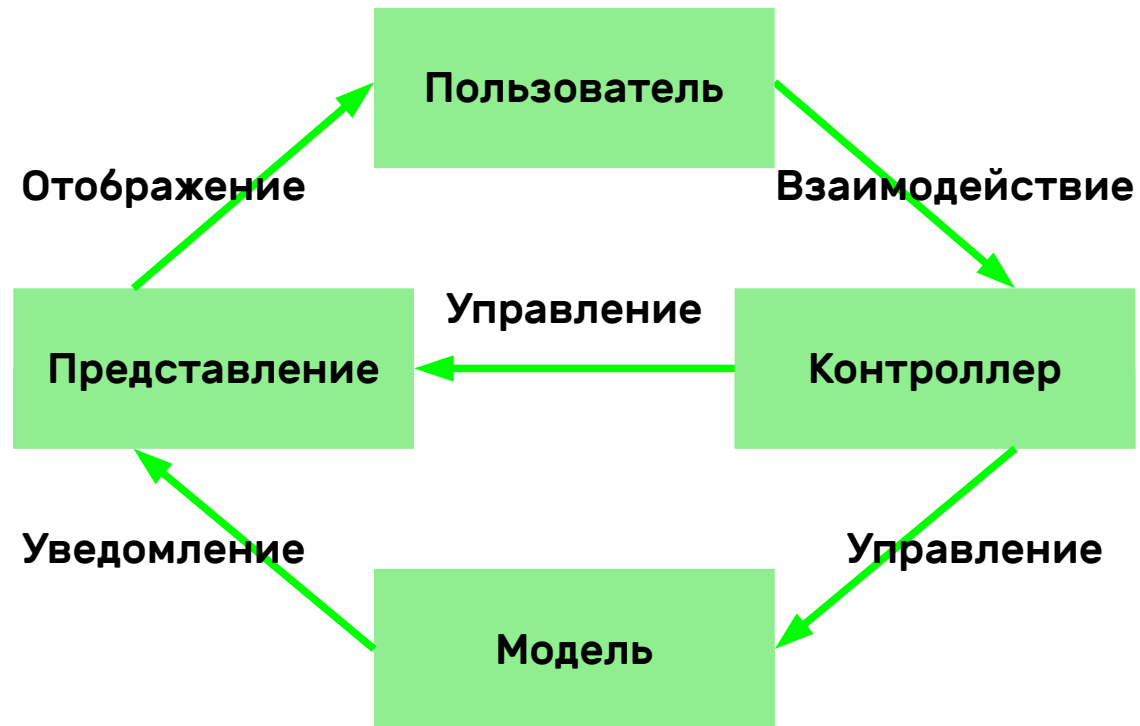 Пользователь
Отображение
Взаимодействие
Управление
Представление
Контроллер
Уведомление
Управление
Модель